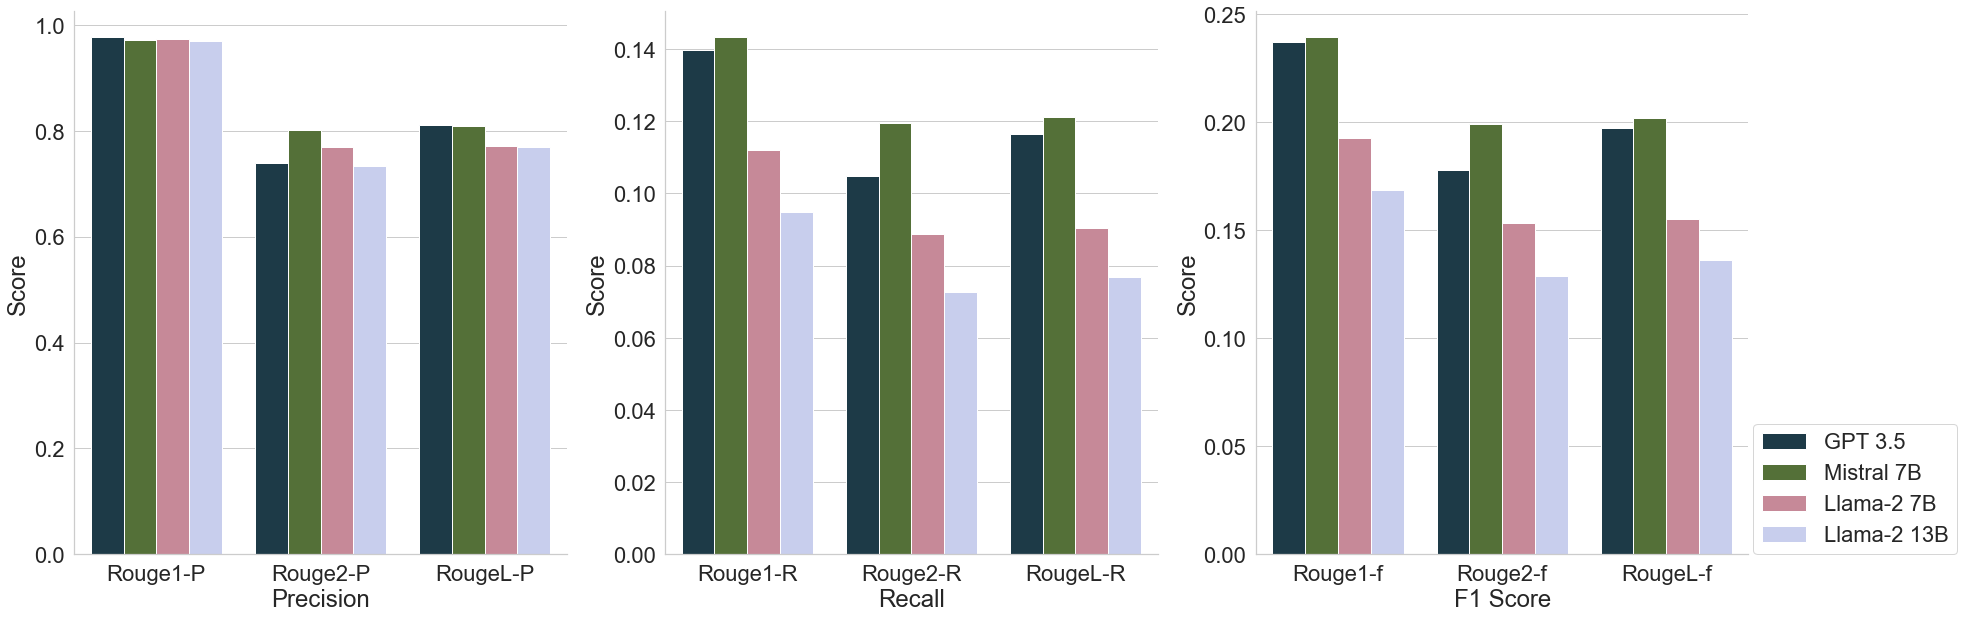 Score
1.0
0.8
0.6
0.4
0.2
0.0
Rouge1-P Rouge2-P RougeL-P
Precision
Score
0.14
0.12
0.10
0.08
0.06
0.04
0.02
0.00
Rouge1-R Rouge2-R RougeL-R
Recall
Score
0.25
0.20
0.15
0.10
0.05
0.00
Rouge1-f Rouge2-f RougeL-f
F1 Score
GPT 3.5
Mistral 7B
Llama-2 7B
Llama-2 13B